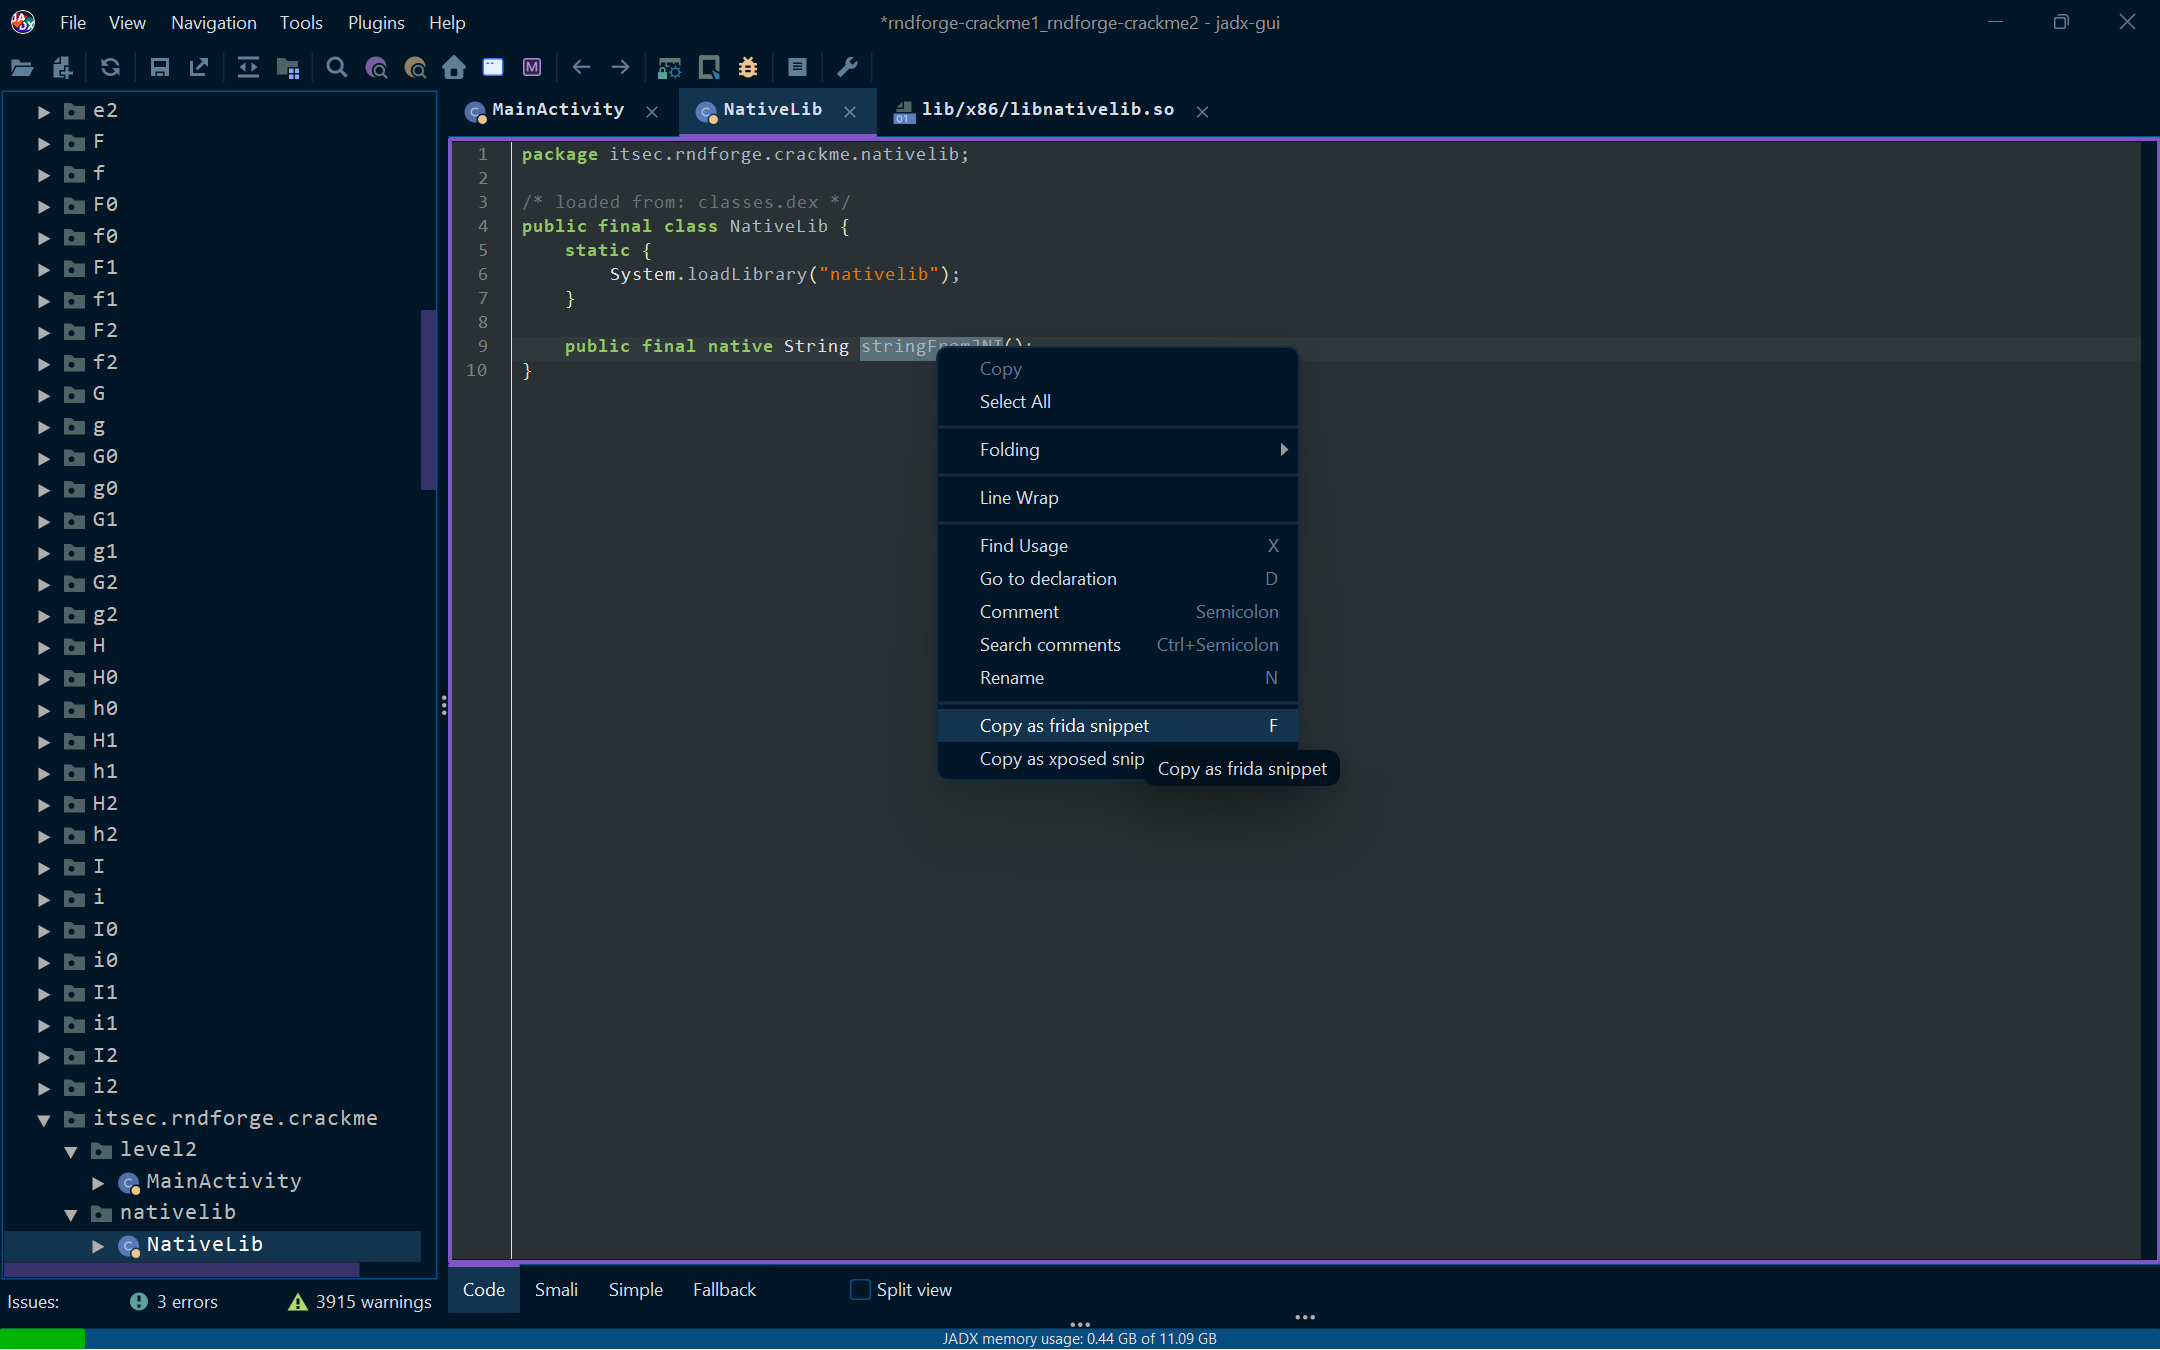 File View Navigation Tools Plugins Help
*rndforge-crackme1_rndforge-crackme2 - jadx-gui
MainActivity
NativeLib
lib/x86/libnativelib.so
e2
F
f
F0
f0
F1
f1
F2
f2
G
g
G0
g0
G1
g1
G2
g2
H
H0
h0
H1
h1
H2
h2
I
i
I0
i0
I1
i1
I2
i2
itsec.rndforge.crackme
level2
MainActivity
nativelib
NativeLib
1 package itsec.rndforge.crackme.nativelib;
2
3 /* loaded from: classes.dex */
4 public final class NativeLib {
5 static {
6 System.loadLibrary("nativelib");
7 }
8
9 public final native String stringFromJNI();
10 }
Copy
Select All
Folding
Line Wrap
Find Usage X
Go to declaration D
Comment Semicolon
Search comments Ctrl+Semicolon
Rename N
Copy as frida snippet F
Copy as xposed snip
Copy as frida snippet
Issues: 3 errors 3915 warnings
Code Smali Simple Fallback Split view
JADX memory usage: 0.44 GB of 11.09 GB